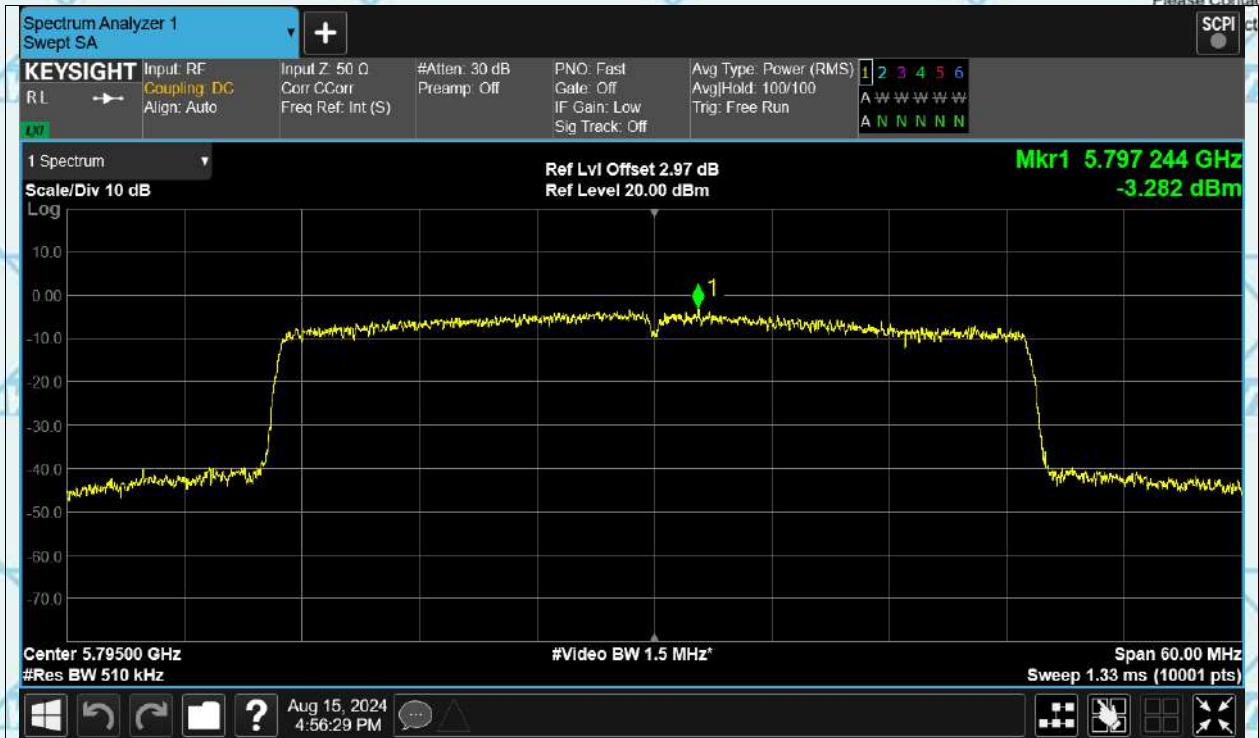 Please Contac
Spectrum Analyzer 1
Swept SA
+
SCPI
KEYSIGHT
RL
LXI
Input: RF
Coupling: DC
Align: Auto
Input Z: 50 Ω
Corr CCorr
Freq Ref: Int (S)
#Atten: 30 dB
Preamp: Off
PNO: Fast
Gate: Off
IF Gain: Low
Sig Track: Off
Avg Type: Power (RMS)
Avg|Hold: 100/100
Trig: Free Run
1 2 3 4 5 6
A W W W W W
A N N N N N
1 Spectrum
Scale/Div 10 dB
Log
Ref Lvl Offset 2.97 dB
Ref Level 20.00 dBm
Mkr1 5.797 244 GHz
-3.282 dBm
10.0
0.00
-10.0
-20.0
-30.0
-40.0
-50.0
-60.0
-70.0
1
Center 5.79500 GHz
#Res BW 510 kHz
#Video BW 1.5 MHz*
Span 60.00 MHz
Sweep 1.33 ms (10001 pts)
?
Aug 15, 2024
4:56:29 PM